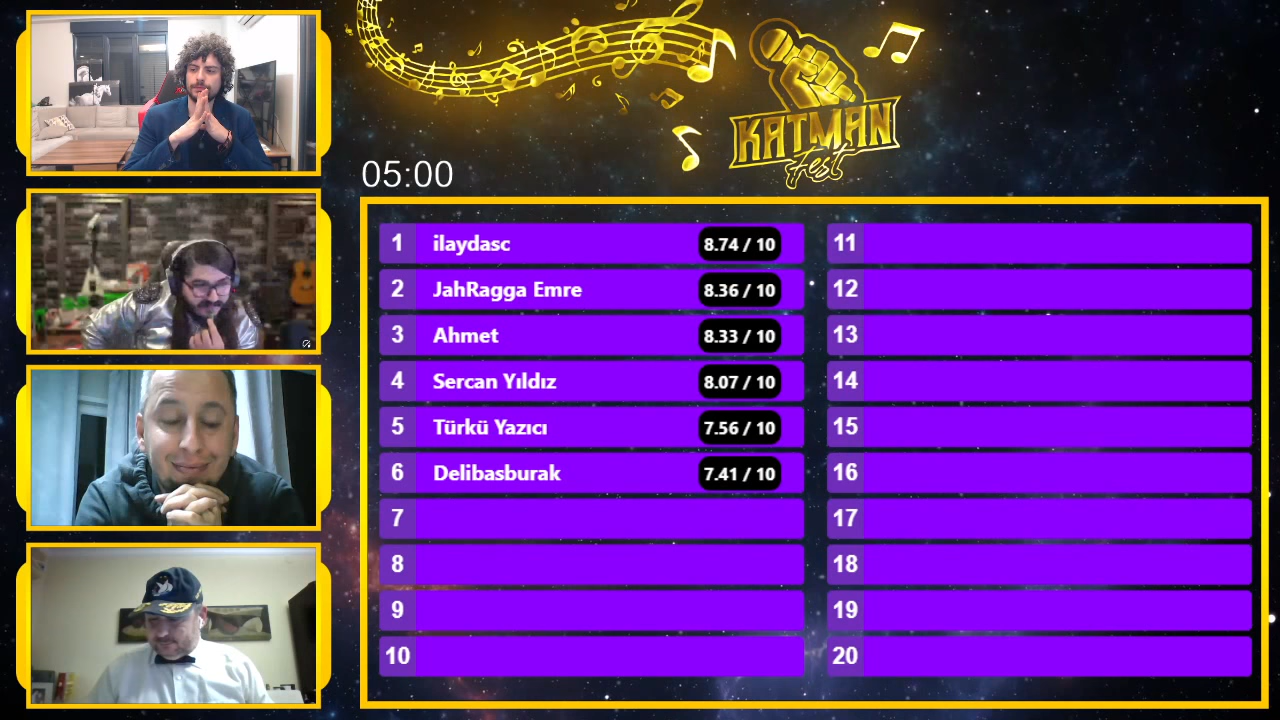 KATMAN
Fest
05:00
1 ilaydasc 8.74 / 10
2 JahRagga Emre 8.36 / 10
3 Ahmet 8.33 / 10
4 Sercan Yıldız 8.07 / 10
5 Türkü Yazıcı 7.56 / 10
6 Delibasburak 7.41 / 10
7
8
9
10
11
12
13
14
15
16
17
18
19
20